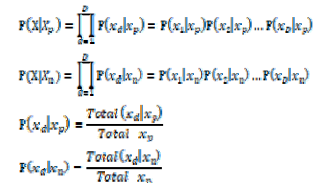 P(X|X_p) = ∏_{d=1}^{D} P(x_d|x_p) = P(x_1|x_p)P(x_2|x_p)...P(x_D|x_p)
P(X|X_n) = ∏_{d=1}^{D} P(x_d|x_n) = P(x_1|x_n)P(x_2|x_n)...P(x_D|x_n)
P(x_d|x_p) = Total(x_d|x_p) / Total x_p
P(x_d|x_n) = Total(x_d|x_n) / Total x_n